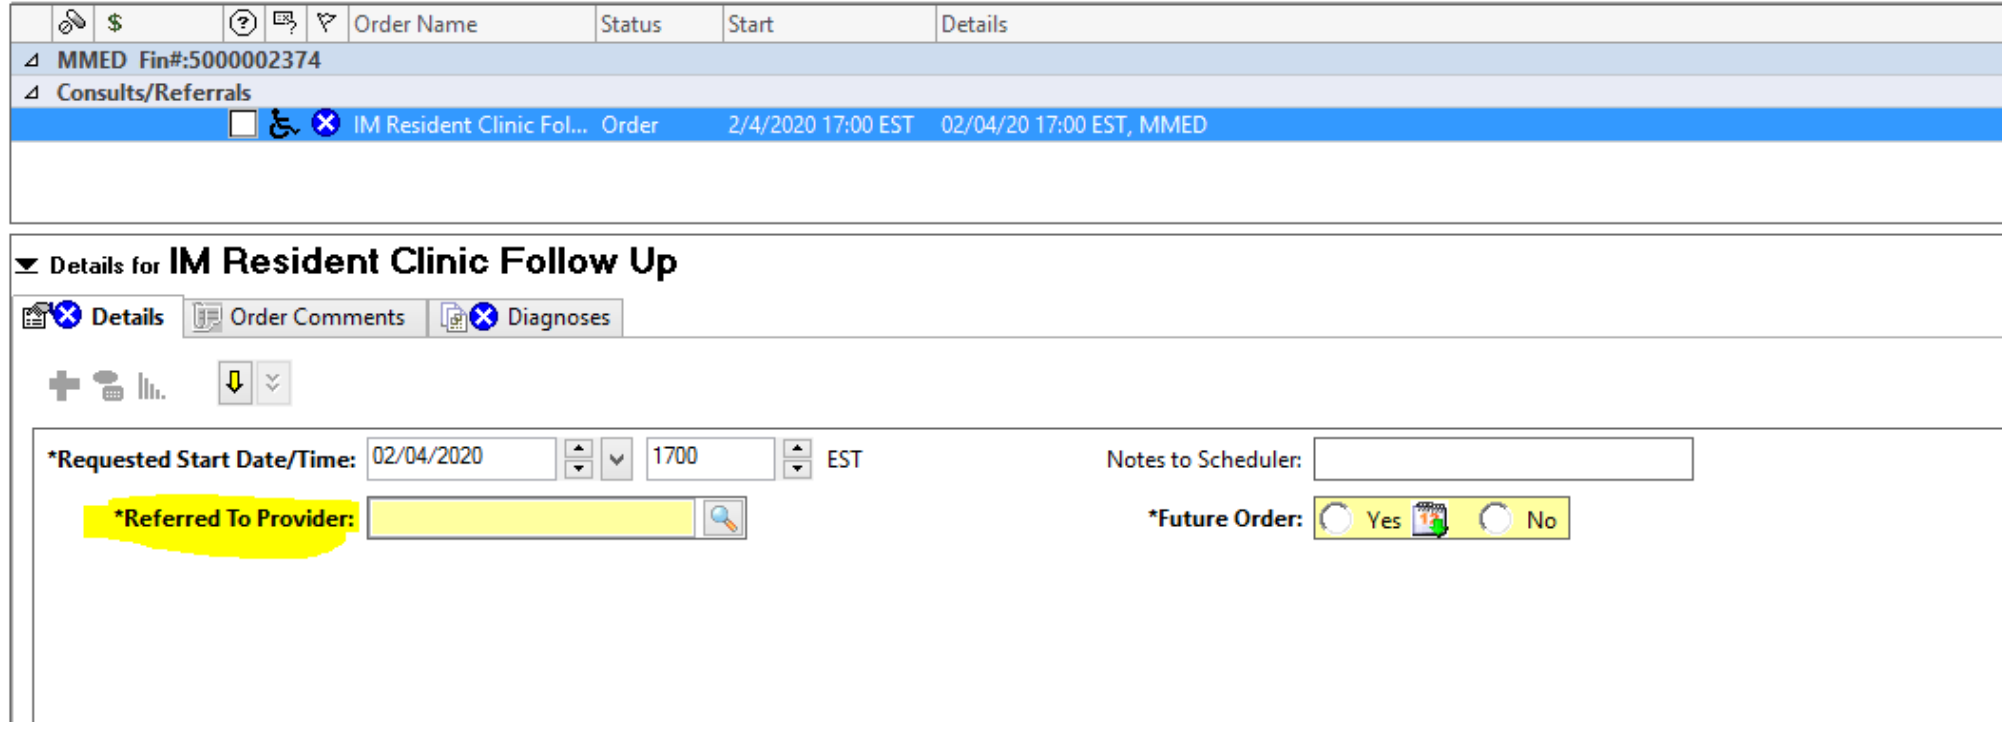 $ Order Name Status Start Details
MMED Fin#:5000002374
Consults/Referrals
IM Resident Clinic Fol... Order 2/4/2020 17:00 EST 02/04/20 17:00 EST, MMED
Details for IM Resident Clinic Follow Up
Details Order Comments Diagnoses
*Requested Start Date/Time: 02/04/2020 1700 EST Notes to Scheduler:
*Referred To Provider: *Future Order: Yes No